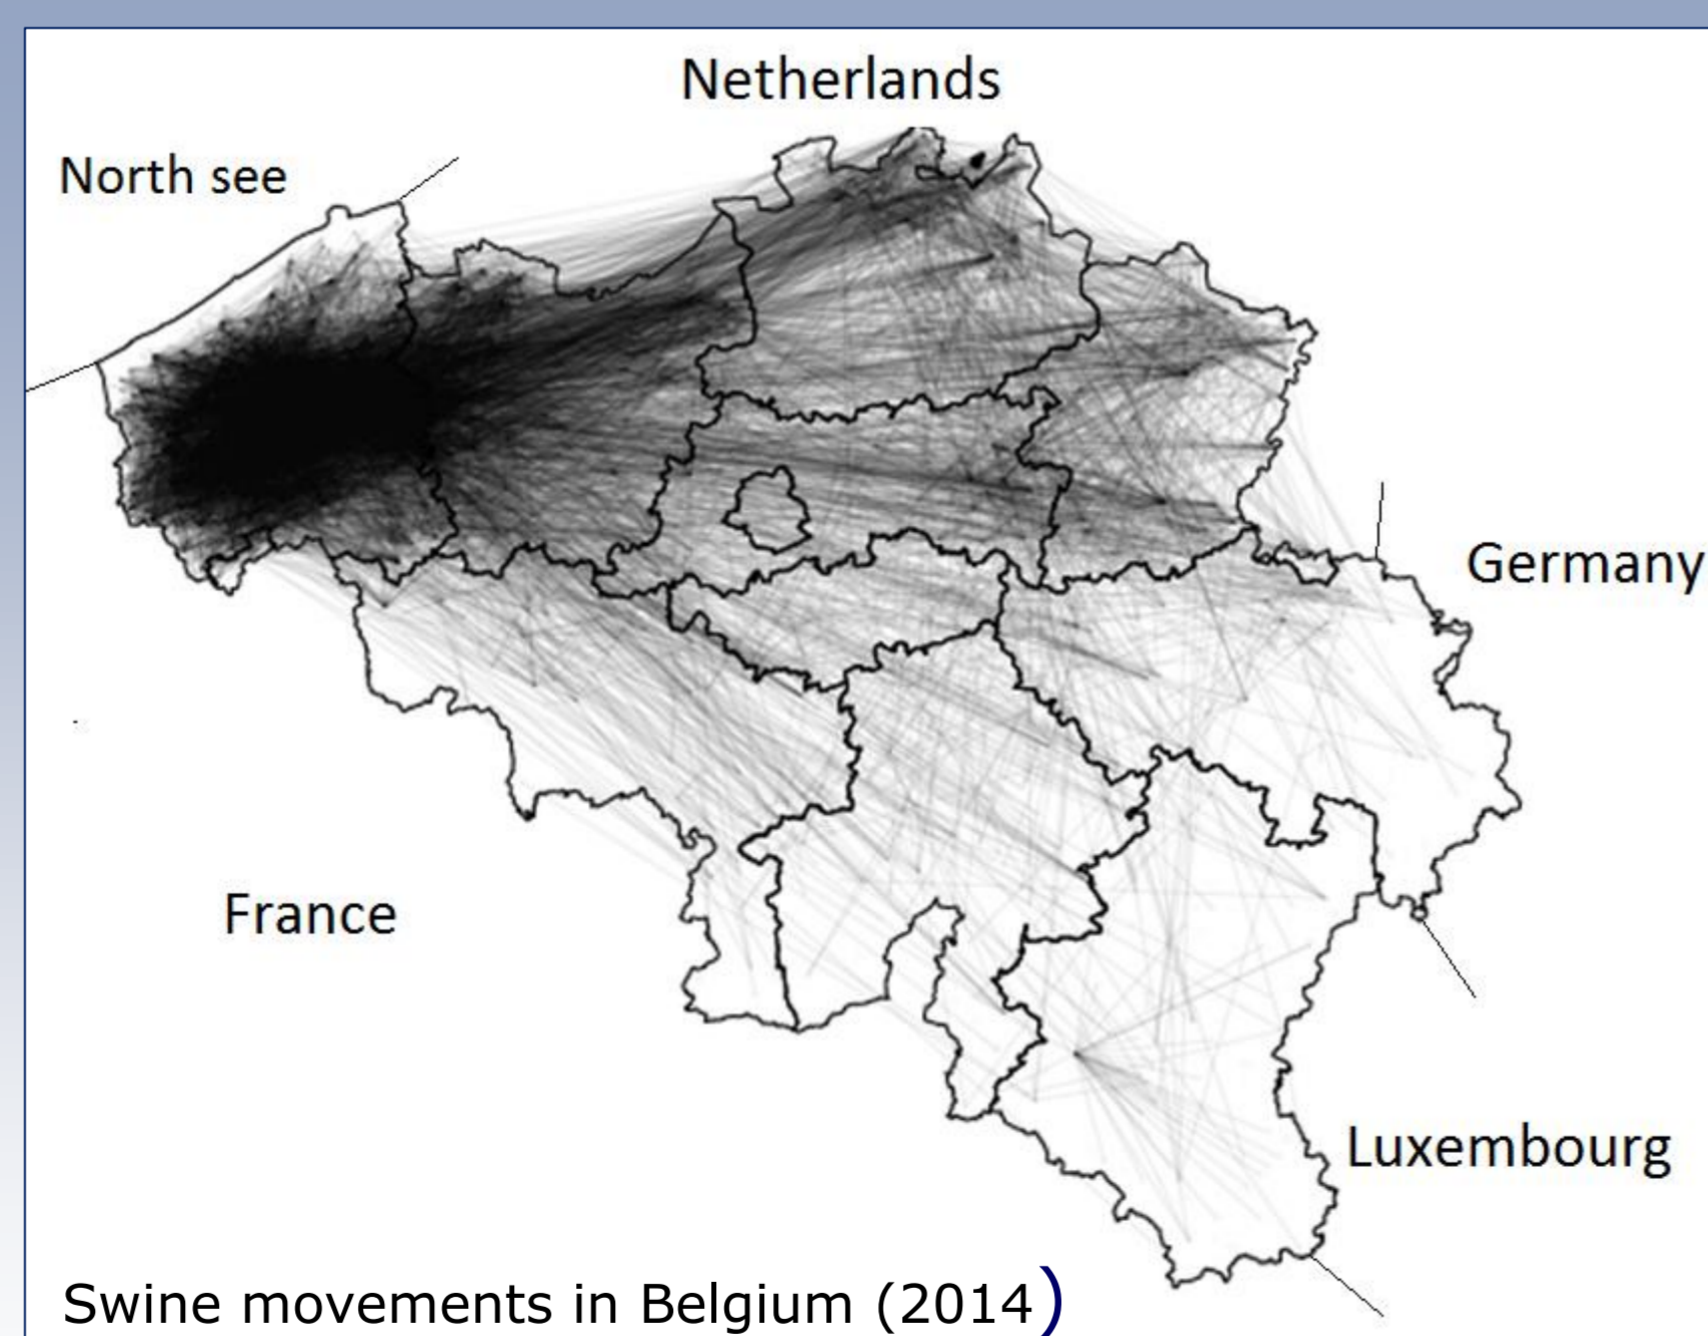 Netherlands
North see
Germany
France
Luxembourg
Swine movements in Belgium (2014)